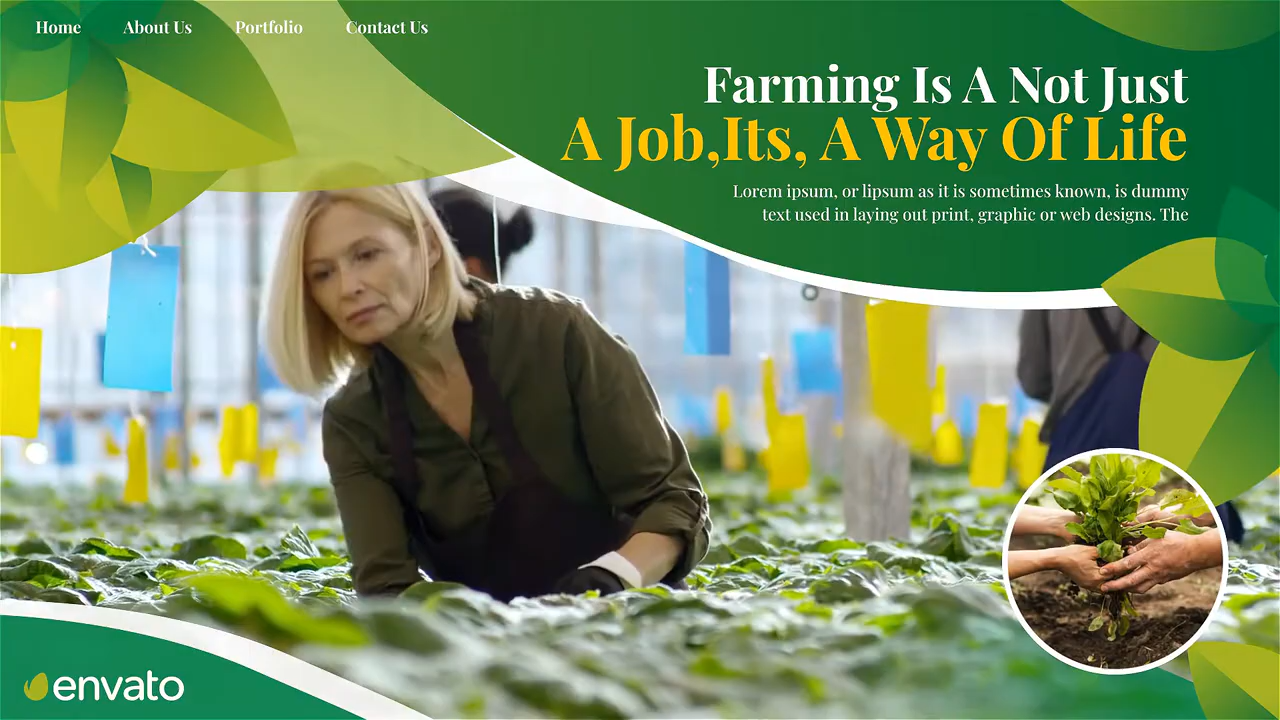 Home About Us Portfolio Contact Us
Farming Is A Not Just
A Job,Its, A Way Of Life
Lorem ipsum, or lipsum as it is sometimes known, is dummy
text used in laying out print, graphic or web designs. The
envato